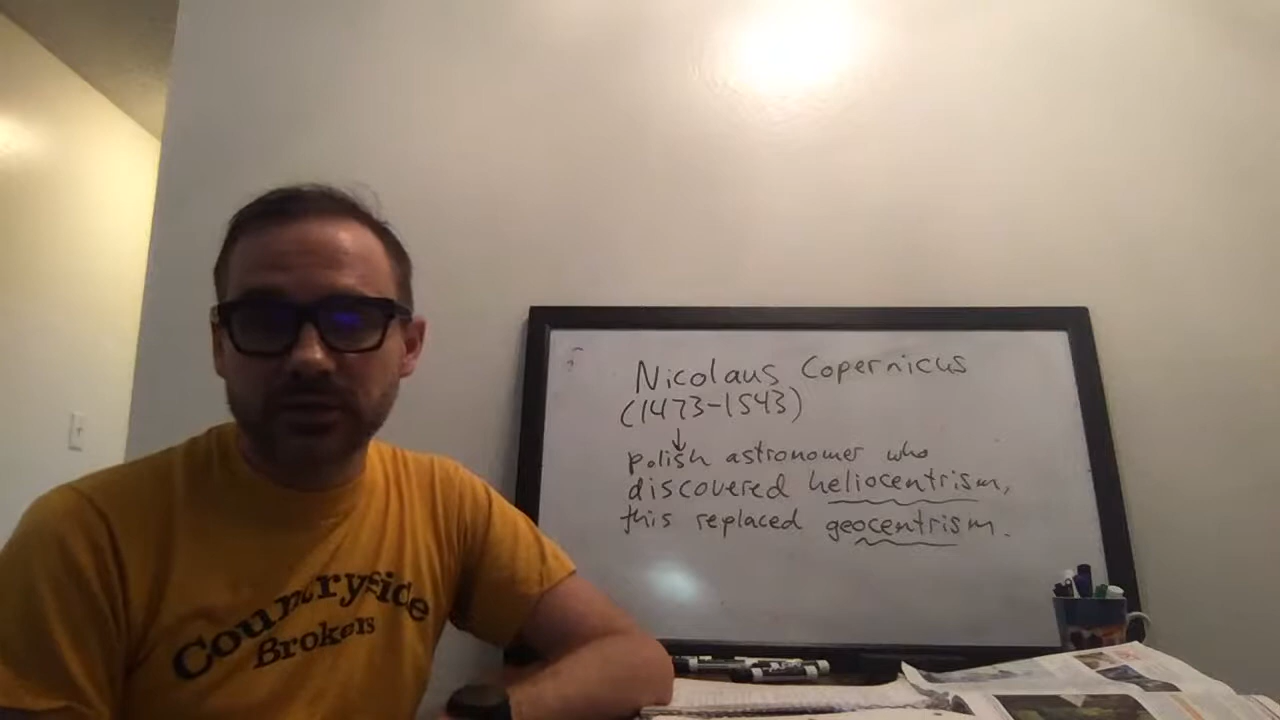 Nicolaus Copernicus
(1473-1543)
polish astronomer who
discovered heliocentrism,
this replaced geocentrism.
Countryside
Brokers